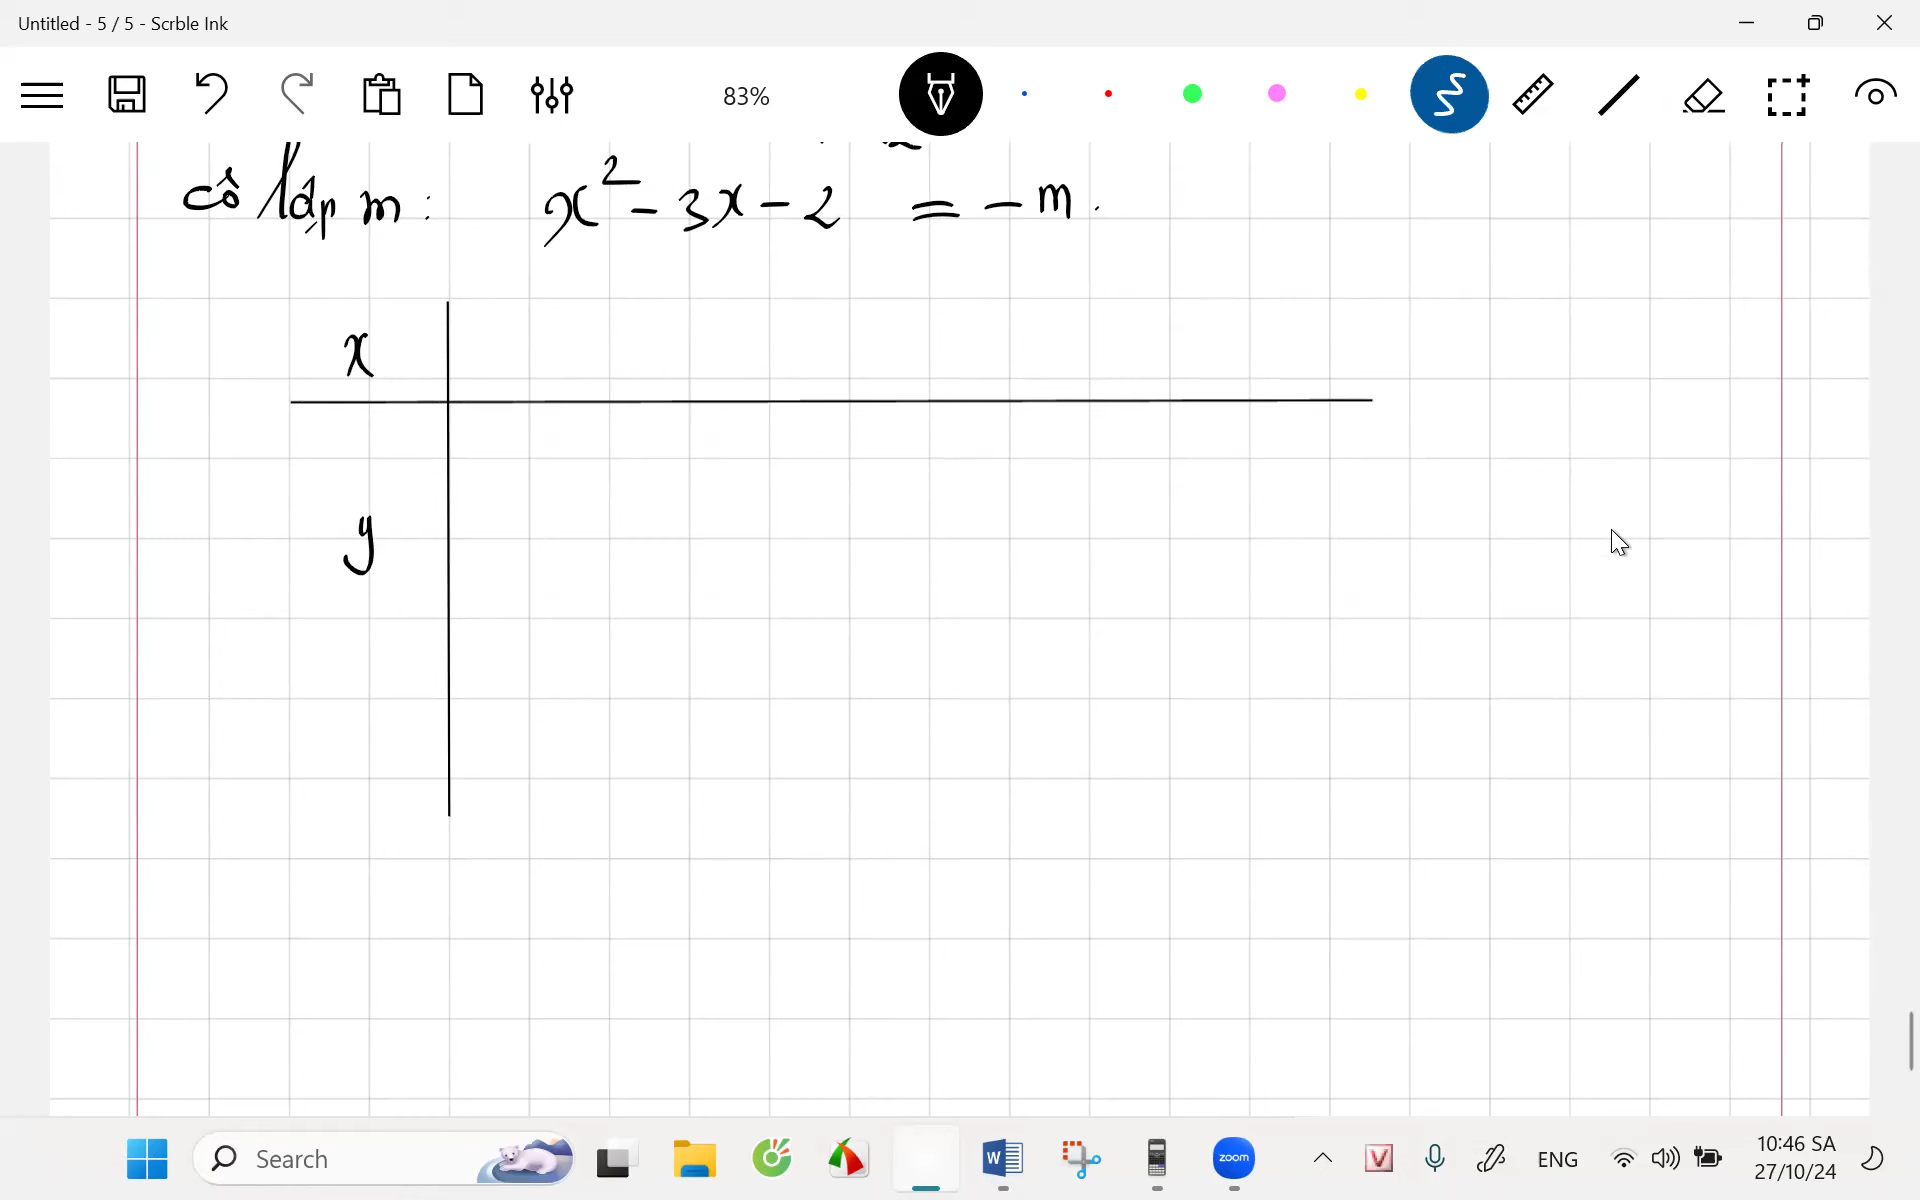 Untitled - 5 / 5 - Scrble Ink
83%
cô lập m: x² - 3x - 2 = - m.
x
y
Search
zoom
ENG
10:46 SA
27/10/24